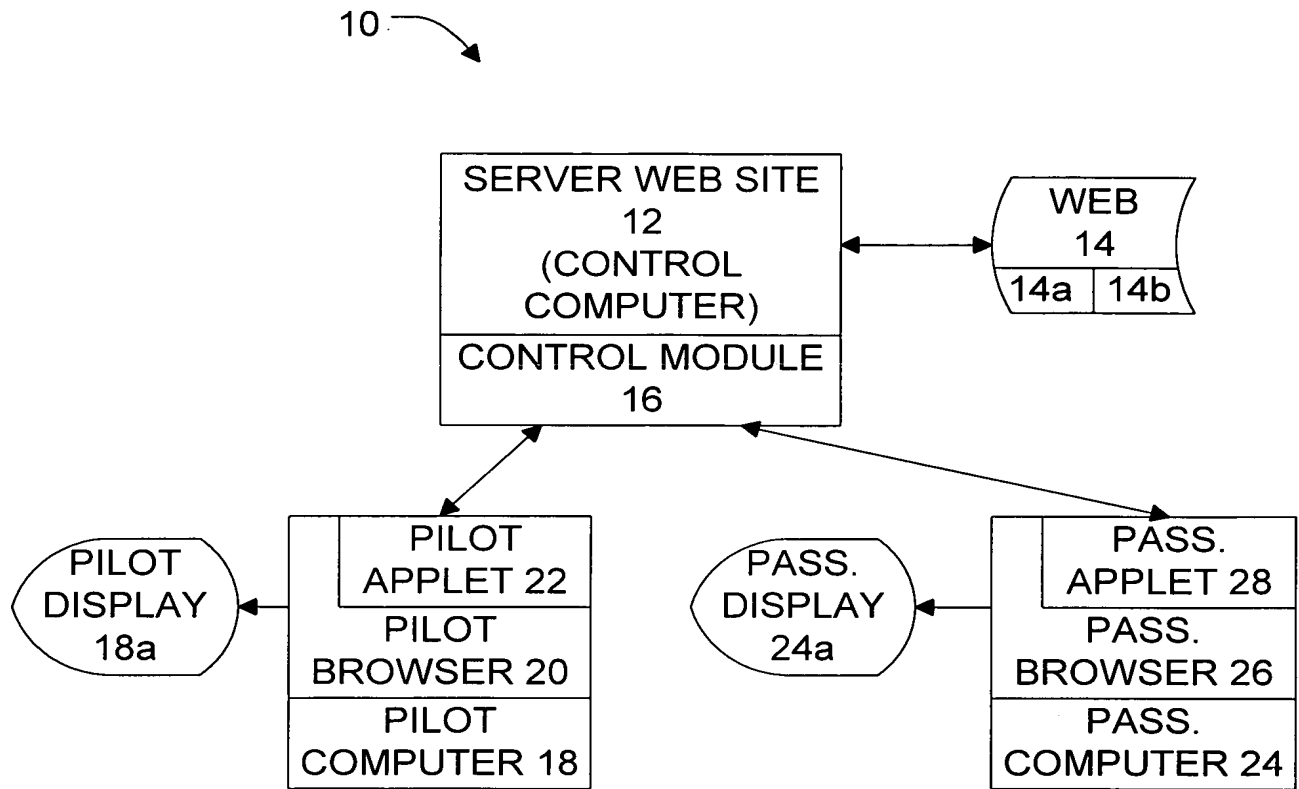 10
SERVER WEB SITE
12
(CONTROL
COMPUTER)
CONTROL MODULE
16
WEB
14
14a
14b
PILOT
DISPLAY
18a
PILOT
APPLET 22
PILOT
BROWSER 20
PILOT
COMPUTER 18
PASS.
DISPLAY
24a
PASS.
APPLET 28
PASS.
BROWSER 26
PASS.
COMPUTER 24